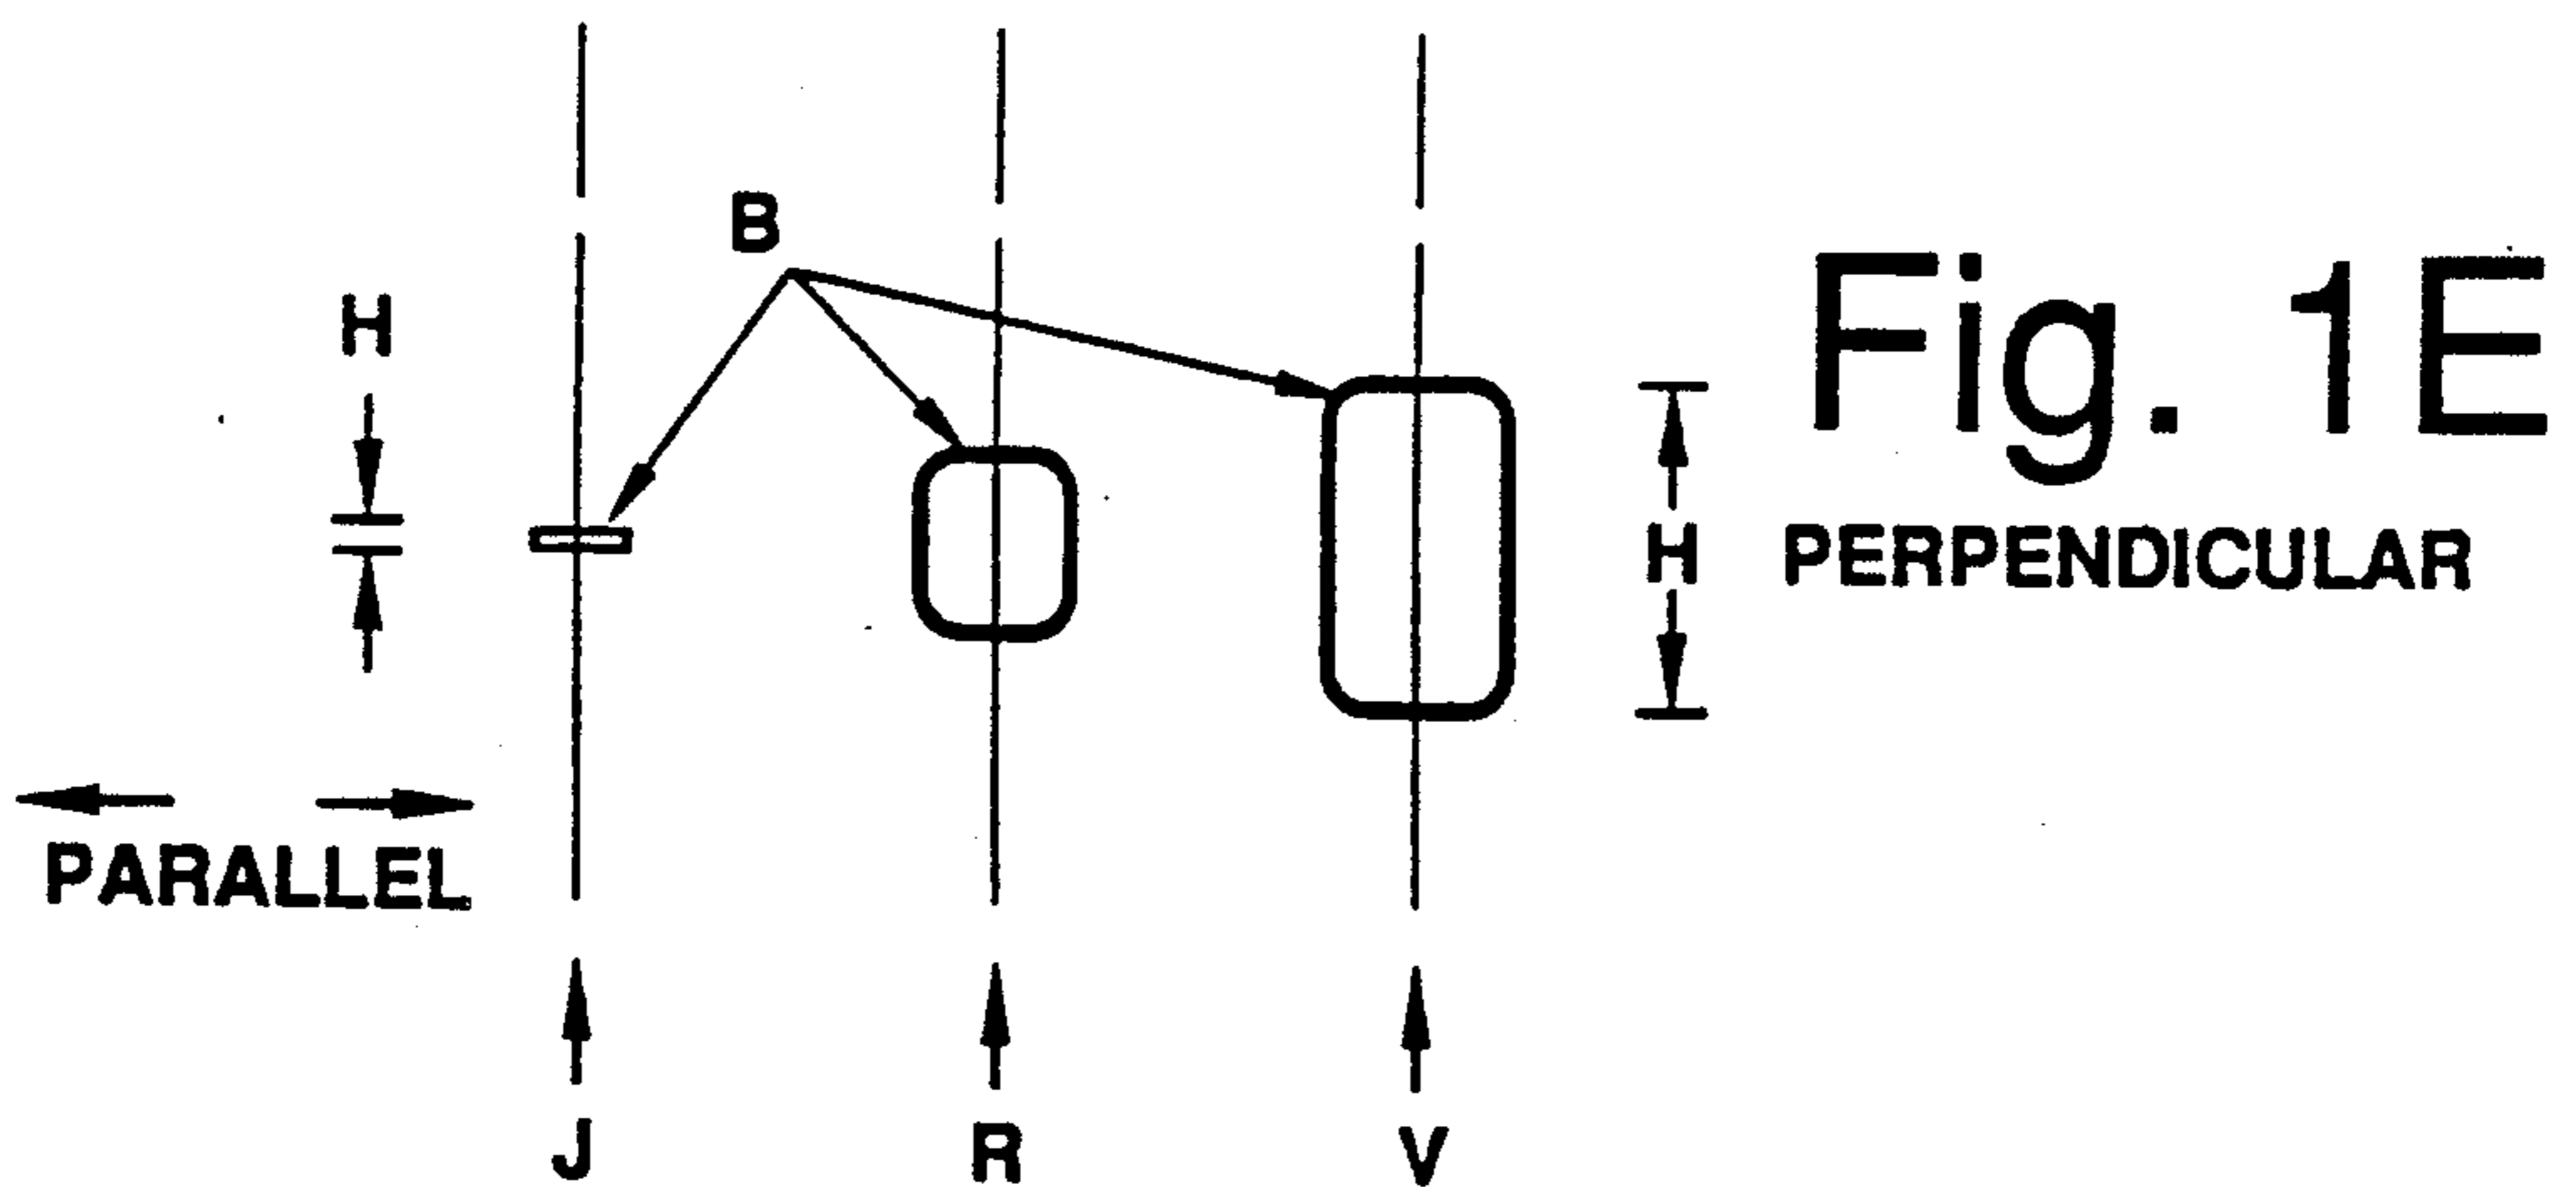 B
H
Fig. 1E
H PERPENDICULAR
PARALLEL
J R V